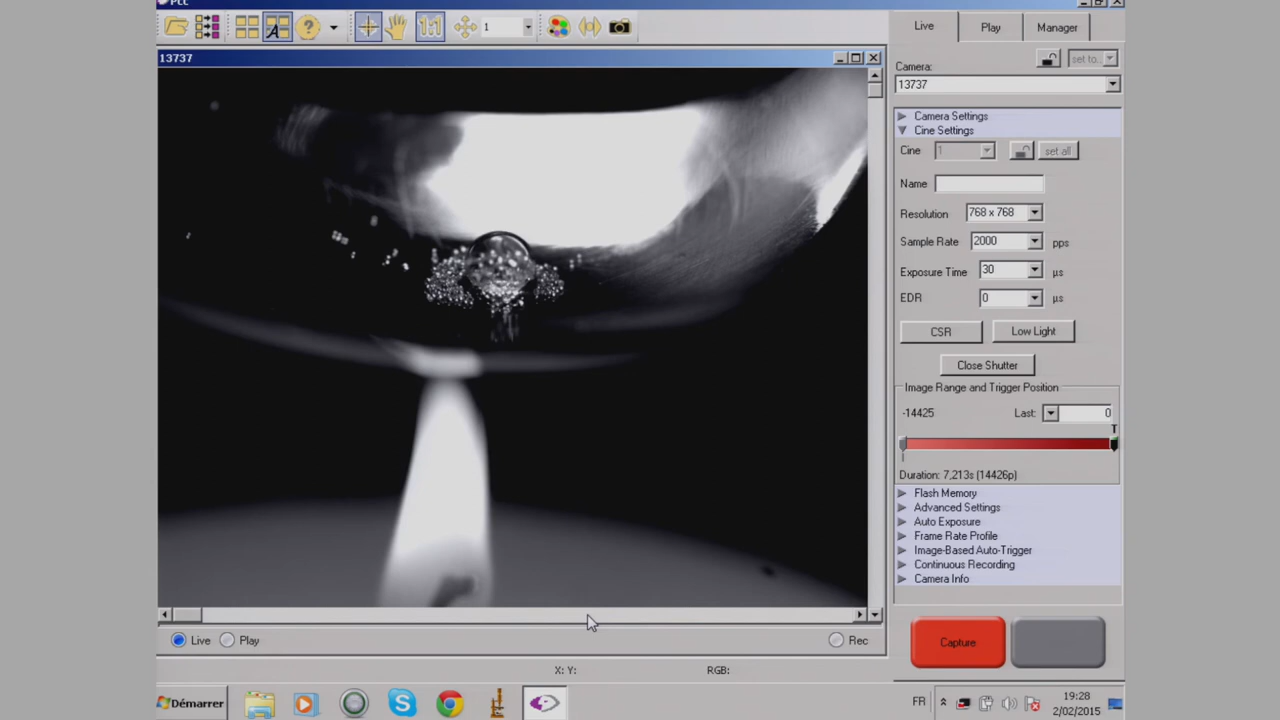 Pcc
1:1
A
?
1
Live
Play
Manager
13737
Camera:
set to...
13737
Camera Settings
Cine Settings
Cine 1 set all
Name
Resolution 768 x 768
Sample Rate 2000 pps
Exposure Time 30 µs
EDR 0 µs
CSR Low Light
Close Shutter
Image Range and Trigger Position
-14425 Last: 0
T
I
Duration: 7,213s (14426p)
Flash Memory
Advanced Settings
Auto Exposure
Frame Rate Profile
Image-Based Auto-Trigger
Continuous Recording
Camera Info
Live Play Rec
Capture
X: Y: RGB:
Démarrer
FR
19:28
2/02/2015